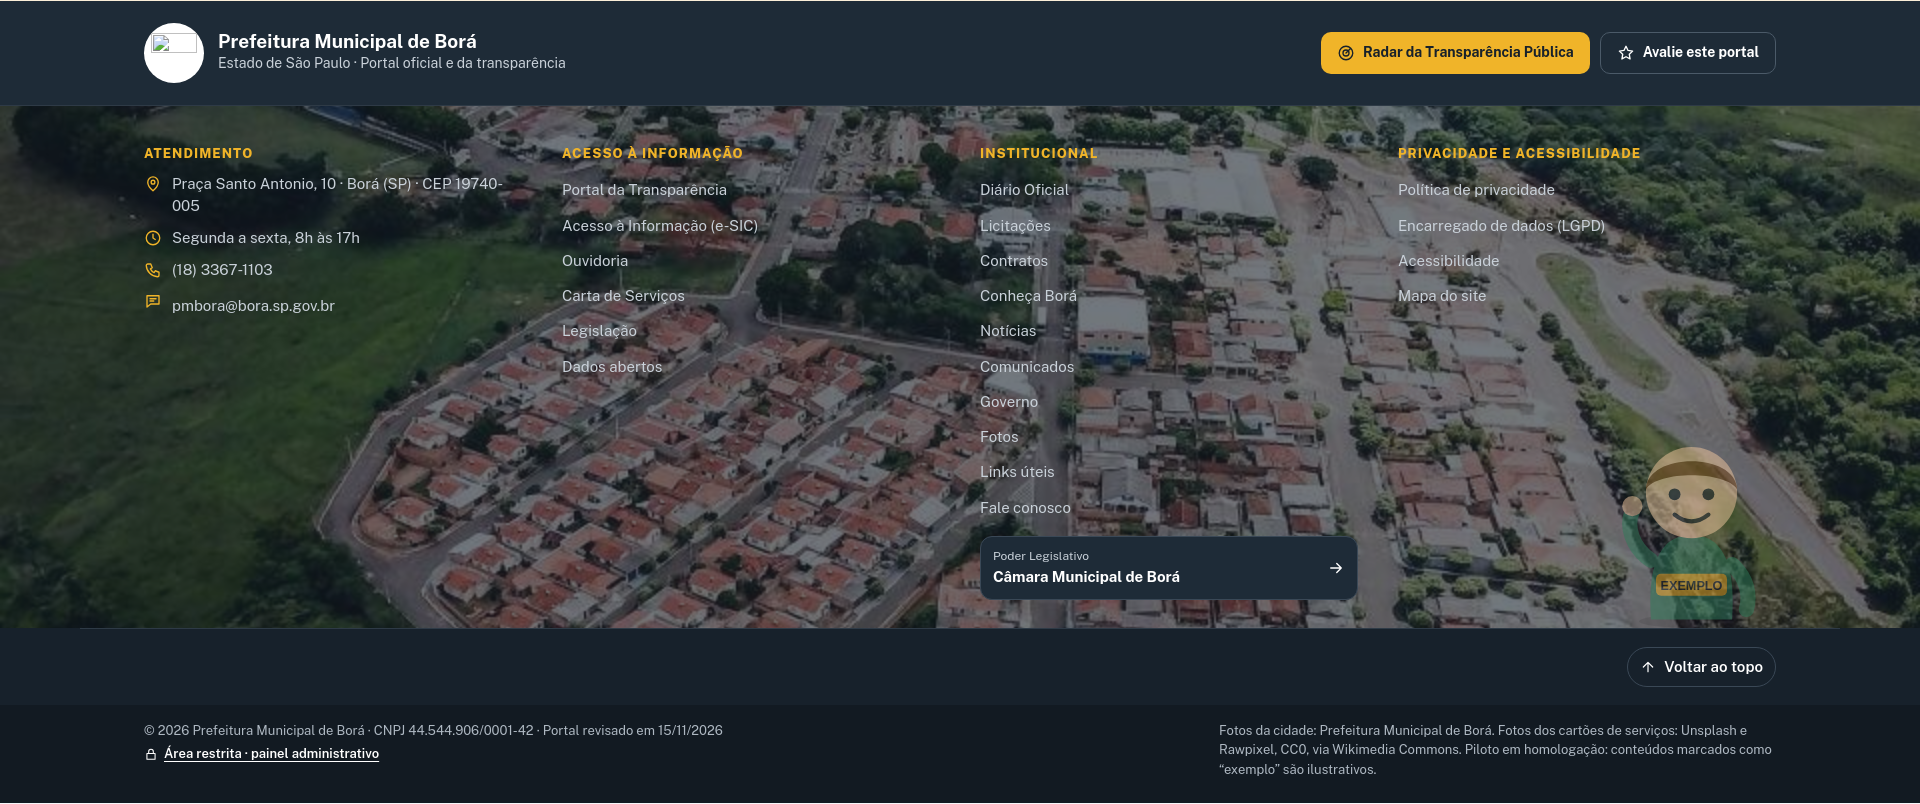 Prefeitura Municipal de Borá
Estado de São Paulo · Portal oficial e da transparência
Radar da Transparência Pública
Avalie este portal
ATENDIMENTO
Praça Santo Antonio, 10 · Borá (SP) · CEP 19740-
005
Segunda a sexta, 8h às 17h
(18) 3367-1103
pmbora@bora.sp.gov.br
ACESSO À INFORMAÇÃO
Portal da Transparência
Acesso à Informação (e-SIC)
Ouvidoria
Carta de Serviços
Legislação
Dados abertos
INSTITUCIONAL
Diário Oficial
Licitações
Contratos
Conheça Borá
Notícias
Comunicados
Governo
Fotos
Links úteis
Fale conosco
Poder Legislativo
Câmara Municipal de Borá
PRIVACIDADE E ACESSIBILIDADE
Política de privacidade
Encarregado de dados (LGPD)
Acessibilidade
Mapa do site
EXEMPLO
Voltar ao topo
© 2026 Prefeitura Municipal de Borá · CNPJ 44.544.906/0001-42 · Portal revisado em 15/11/2026
Área restrita · painel administrativo
Fotos da cidade: Prefeitura Municipal de Borá. Fotos dos cartões de serviços: Unsplash e
Rawpixel, CC0, via Wikimedia Commons. Piloto em homologação: conteúdos marcados como
“exemplo” são ilustrativos.